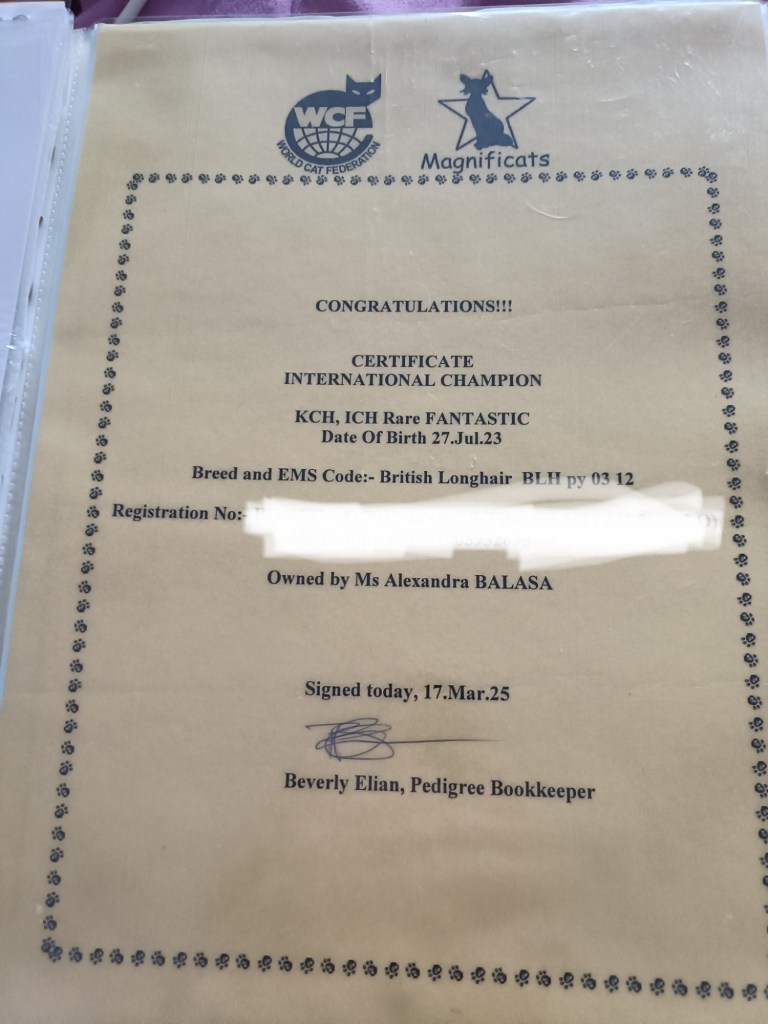 WCF
WORLD CAT FEDERATION
Magnificats
CONGRATULATIONS!!!
CERTIFICATE
INTERNATIONAL CHAMPION
KCH, ICH Rare FANTASTIC
Date Of Birth 27.Jul.23
Breed and EMS Code:- British Longhair BLH py 03 12
Registration No:-
Owned by Ms Alexandra BALASA
Signed today, 17.Mar.25
Beverly Elian, Pedigree Bookkeeper